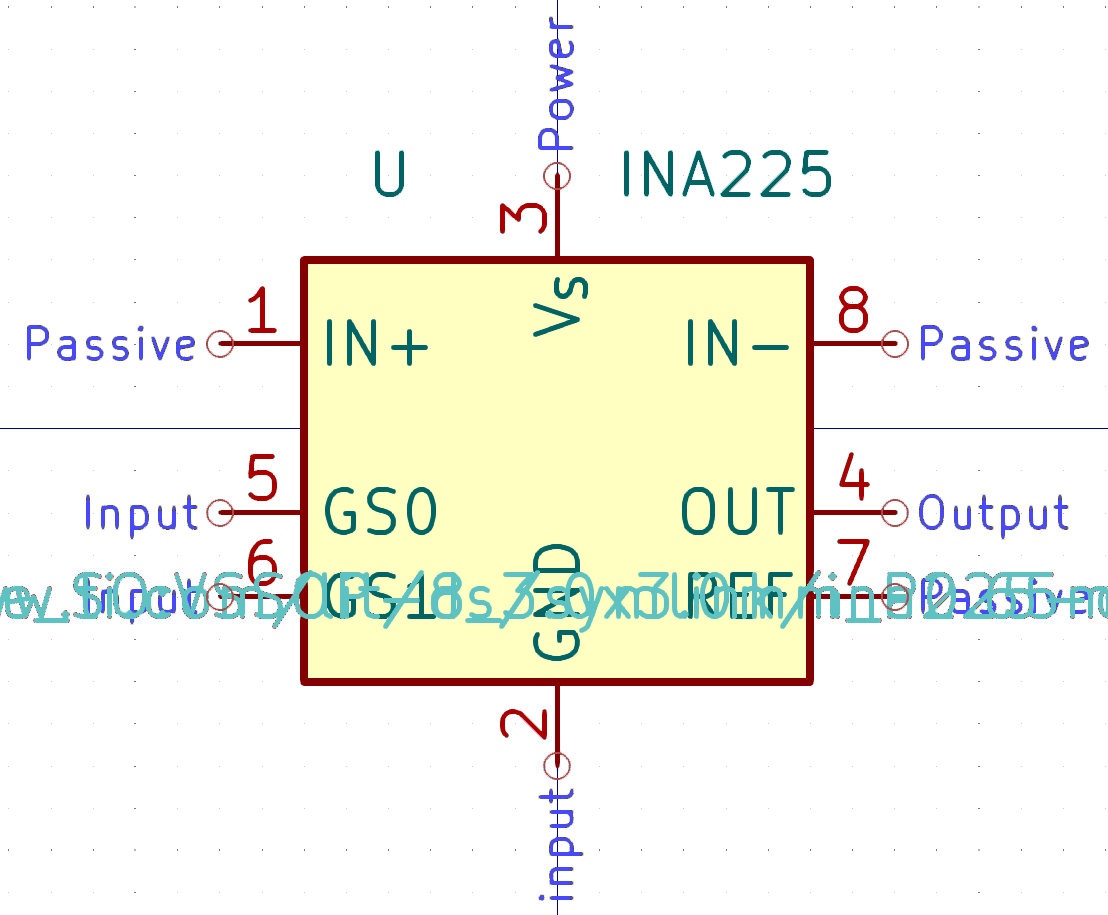 Power
U
INA225
3
Vs
Passive
1
IN+
IN-
8
Passive
Input
5
GS0
OUT
4
Output
Input
6
GS1
GND
REF
7
Passive
2
input